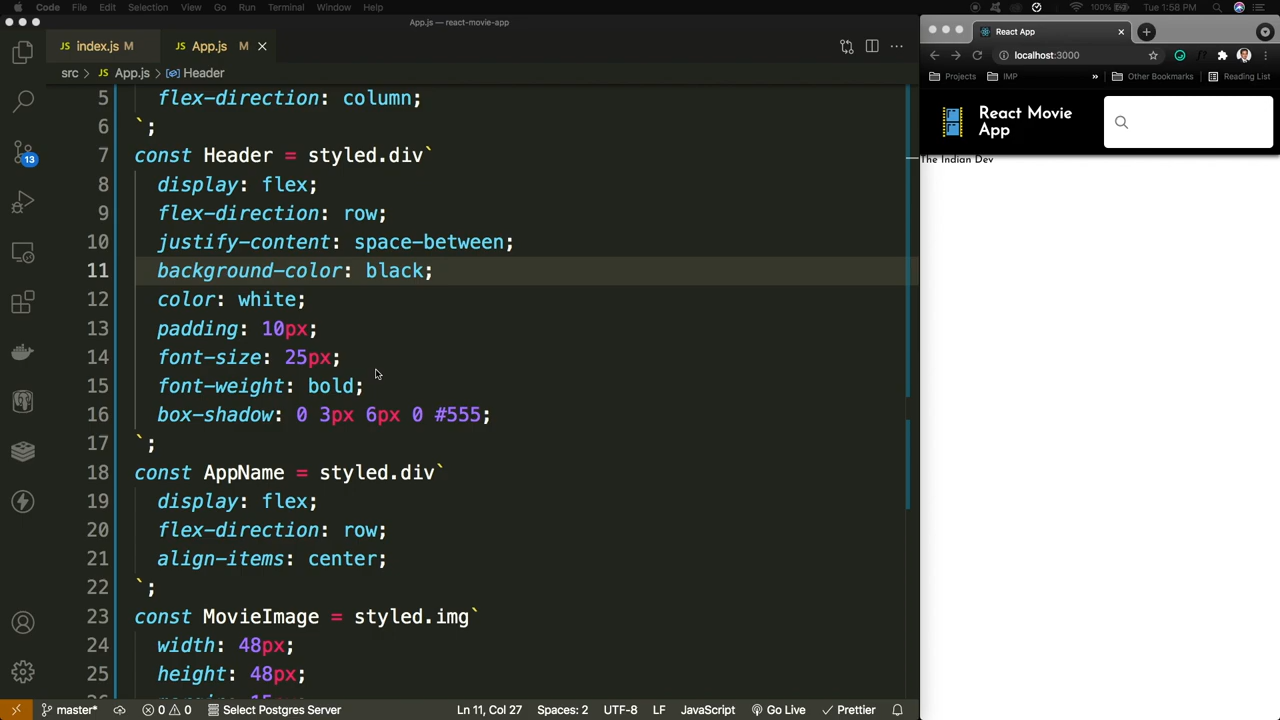 Code File Edit Selection View Go Run Terminal Window Help
100% Tue 1:58 PM
App.js — react-movie-app
JS index.js M
JS App.js M
src > JS App.js > Header
5 flex-direction: column;
6 `;
7 const Header = styled.div`
8 display: flex;
9 flex-direction: row;
10 justify-content: space-between;
11 background-color: black;
12 color: white;
13 padding: 10px;
14 font-size: 25px;
15 font-weight: bold;
16 box-shadow: 0 3px 6px 0 #555;
17 `;
18 const AppName = styled.div`
19 display: flex;
20 flex-direction: row;
21 align-items: center;
22 `;
23 const MovieImage = styled.img`
24 width: 48px;
25 height: 48px;
13
master* 0 0 Select Postgres Server Ln 11, Col 27 Spaces: 2 UTF-8 LF JavaScript Go Live Prettier
React App
localhost:3000
Projects IMP » Other Bookmarks Reading List
React Movie
App
The Indian Dev